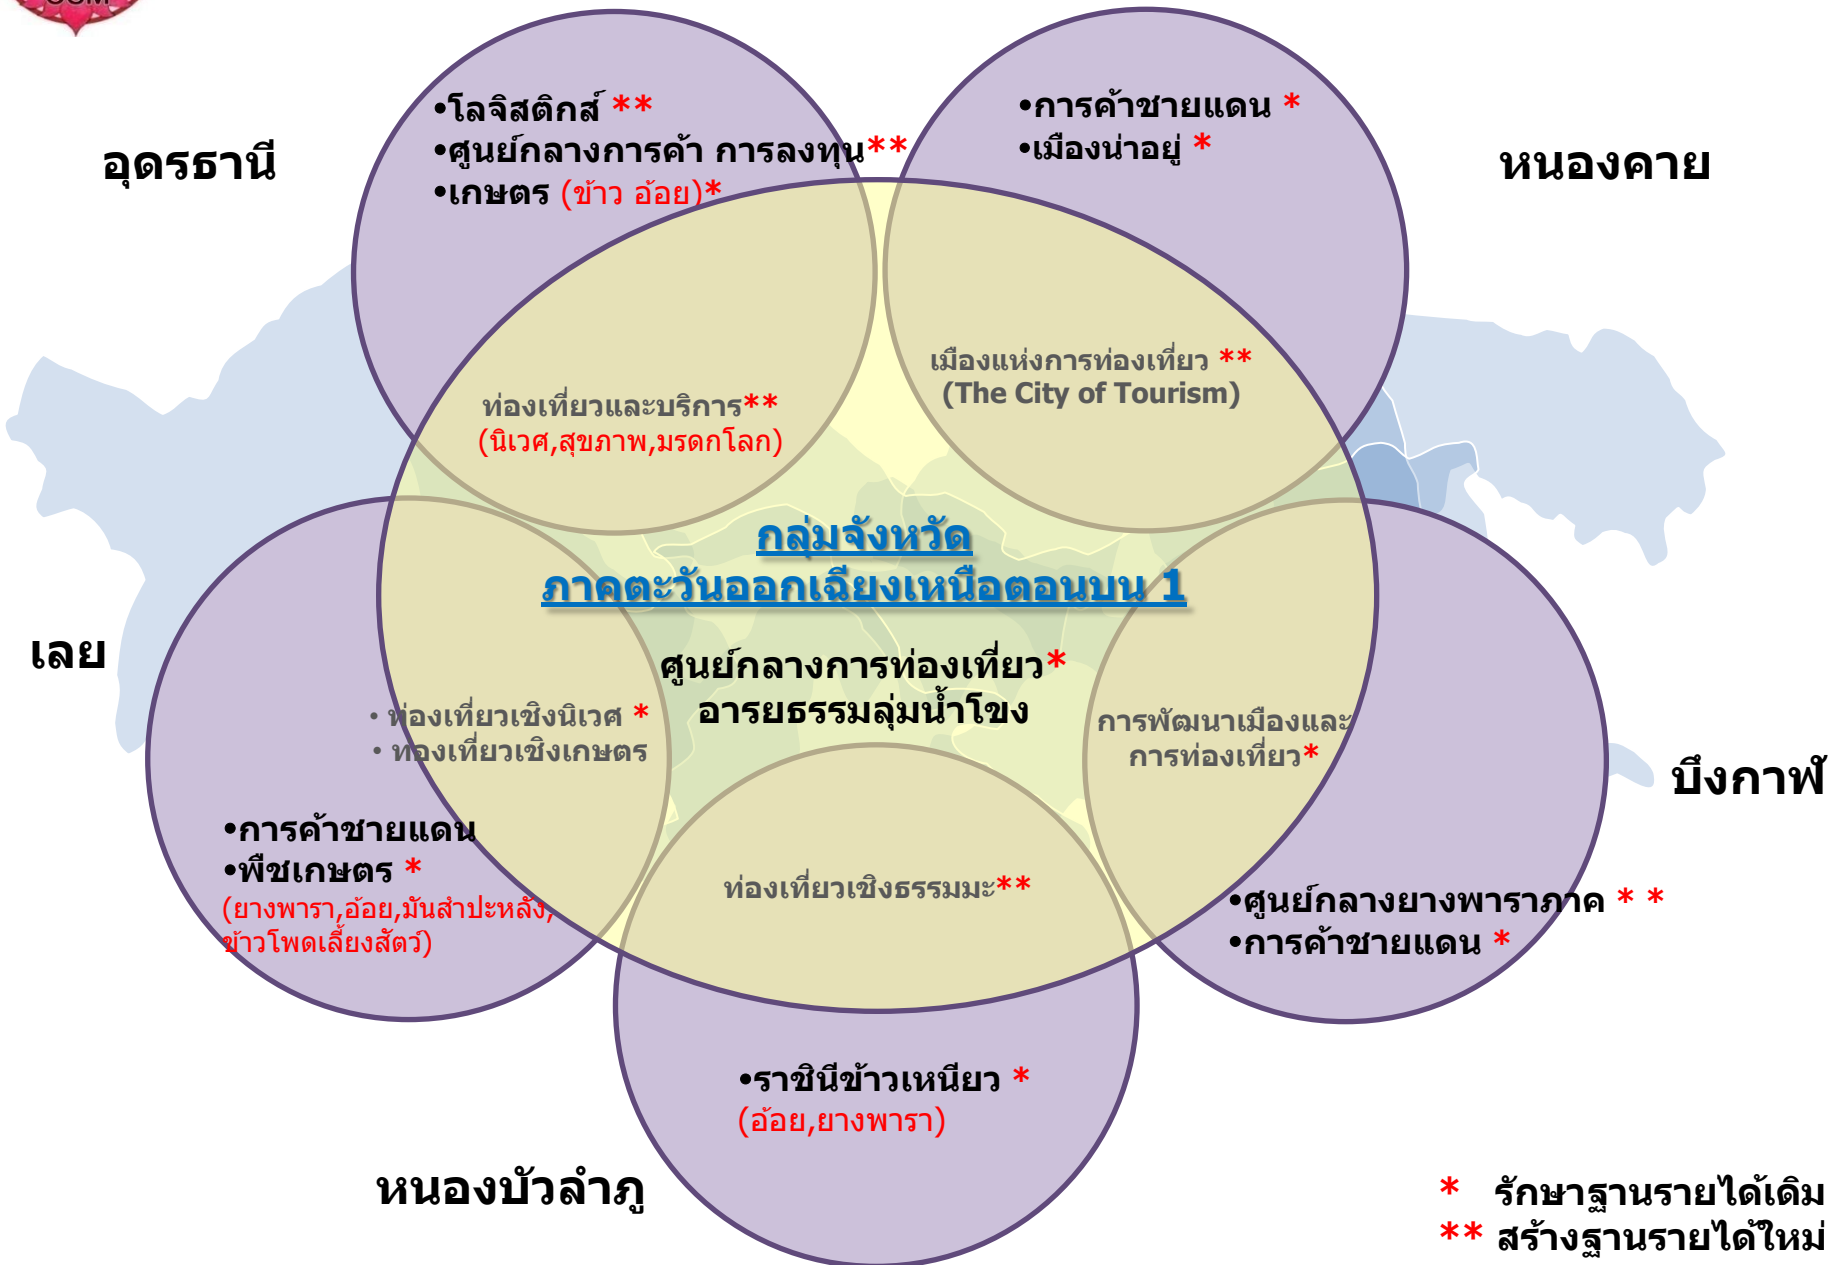 COM
•โลจิสติกส์ **
•ศูนย์กลางการค้า การลงทุน**
•เกษตร (ข้าว อ้อย)*
•การค้าชายแดน *
•เมืองน่าอยู่ *
อุดรธานี
หนองคาย
เมืองแห่งการท่องเที่ยว **
(The City of Tourism)
ท่องเที่ยวและบริการ**
(นิเวศ,สุขภาพ,มรดกโลก)
กลุ่มจังหวัด
ภาคตะวันออกเฉียงเหนือตอนบน 1
ศูนย์กลางการท่องเที่ยว*
อารยธรรมลุ่มน้ำโขง
เลย
• ท่องเที่ยวเชิงนิเวศ *
• ท่องเที่ยวเชิงเกษตร
การพัฒนาเมืองและ
การท่องเที่ยว*
บึงกาฬ
•การค้าชายแดน
•พืชเกษตร *
(ยางพารา,อ้อย,มันสำปะหลัง,
ข้าวโพดเลี้ยงสัตว์)
ท่องเที่ยวเชิงธรรมมะ**
•ศูนย์กลางยางพาราภาค * *
•การค้าชายแดน *
•ราชินีข้าวเหนียว *
(อ้อย,ยางพารา)
หนองบัวลำภู
* รักษาฐานรายได้เดิม
** สร้างฐานรายได้ใหม่